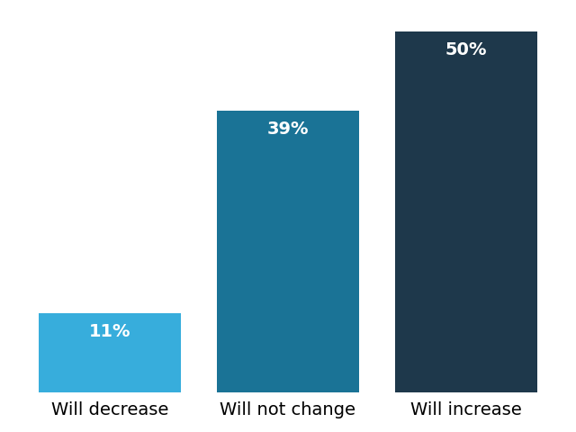 50%
39%
11%
Will decrease
Will not change
Will increase